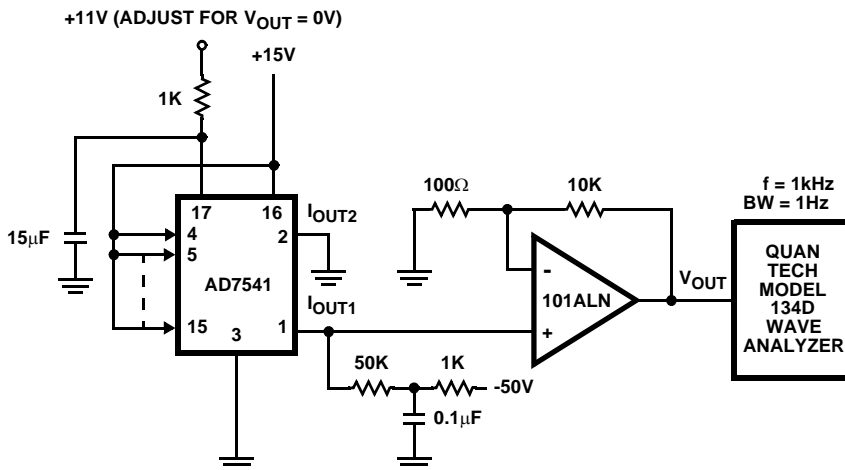 +11V (ADJUST FOR VOUT = 0V)
+15V
1K
15μF
17
16
4
5
15
3
2
1
AD7541
IOUT2
IOUT1
50K
1K
-50V
0.1μF
100Ω
10K
-
+
101ALN
VOUT
f = 1kHz
BW = 1Hz
QUAN
TECH
MODEL
134D
WAVE
ANALYZER